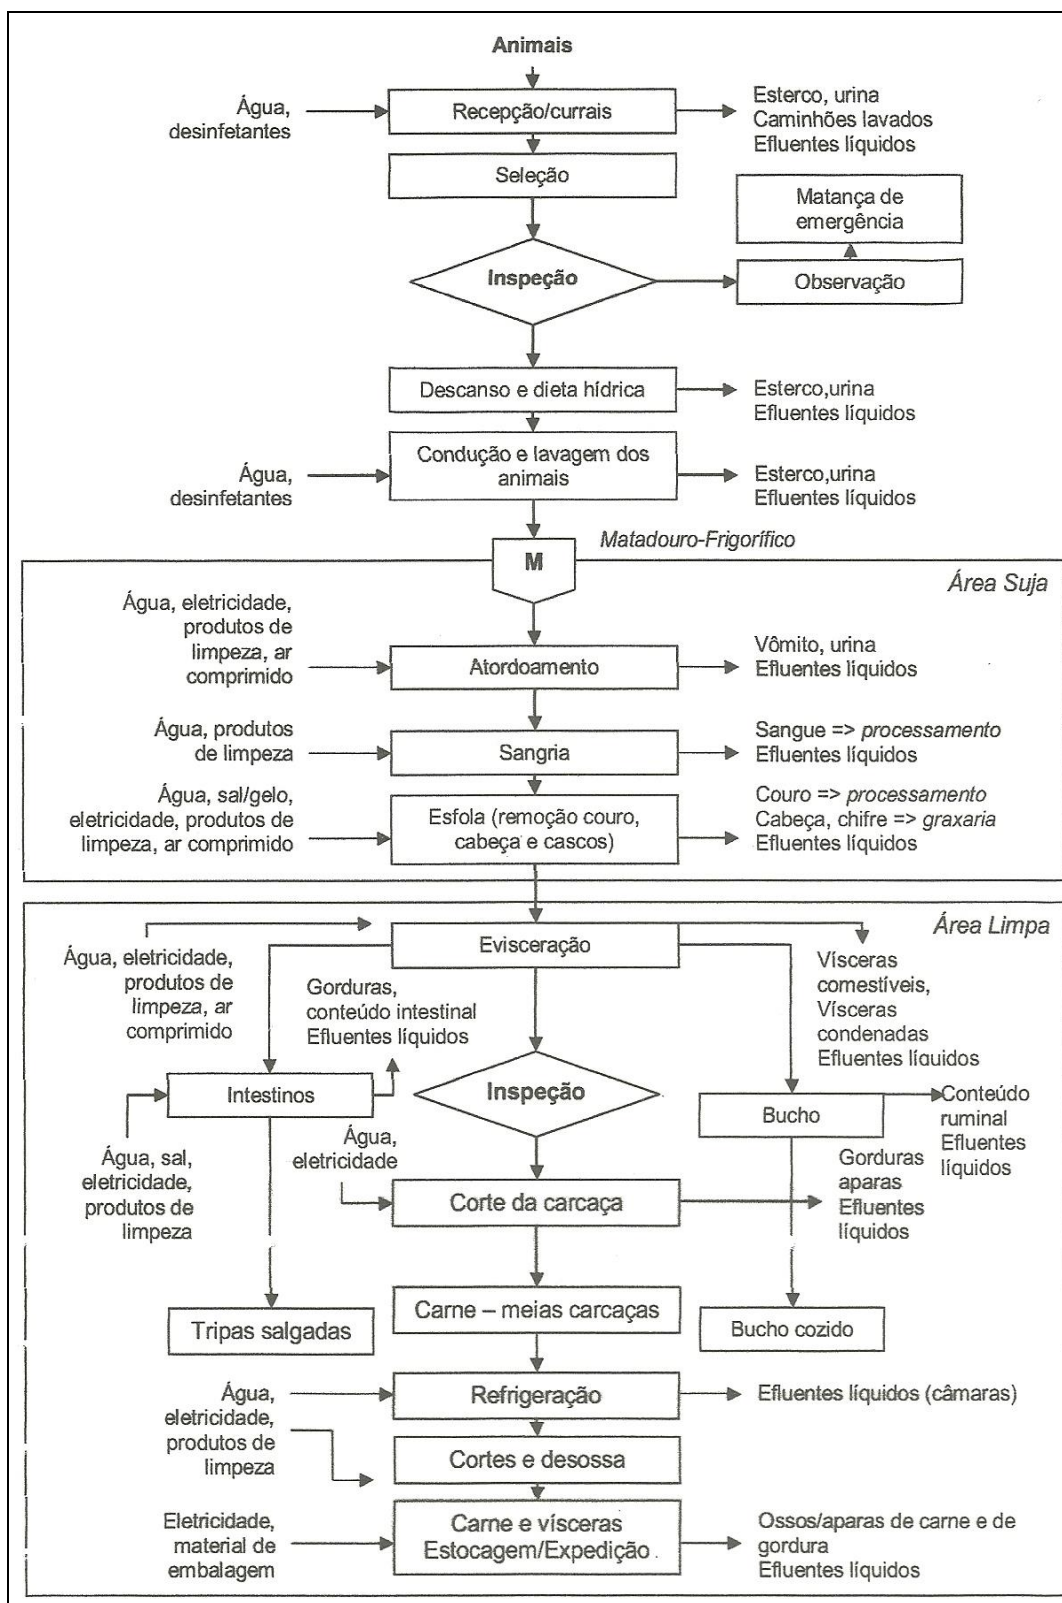 Animais
Água,
desinfetantes
Recepção/currais
Esterco, urina
Caminhões lavados
Efluentes líquidos
Seleção
Matança de
emergência
Inspeção
Observação
Descanso e dieta hídrica
Esterco,urina
Efluentes líquidos
Água,
desinfetantes
Condução e lavagem dos
animais
Esterco,urina
Efluentes líquidos
Matadouro-Frigorífico
M
Área Suja
Água, eletricidade,
produtos de
limpeza, ar
comprimido
Atordoamento
Vômito, urina
Efluentes líquidos
Água, produtos
de limpeza
Sangria
Sangue => processamento
Efluentes líquidos
Água, sal/gelo,
eletricidade, produtos de
limpeza, ar comprimido
Esfola (remoção couro,
cabeça e cascos)
Couro => processamento
Cabeça, chifre => graxaria
Efluentes líquidos
Área Limpa
Evisceração
Água, eletricidade,
produtos de
limpeza, ar
comprimido
Gorduras,
conteúdo intestinal
Efluentes líquidos
Vísceras
comestíveis,
Vísceras
condenadas
Efluentes líquidos
Intestinos
Inspeção
Bucho
Conteúdo
ruminal
Efluentes
líquidos
Água, sal,
eletricidade,
produtos de
limpeza
Água,
eletricidade
Corte da carcaça
Gorduras
aparas
Efluentes
líquidos
Tripas salgadas
Carne – meias carcaças
Bucho cozido
Água,
eletricidade,
produtos de
limpeza
Refrigeração
Efluentes líquidos (câmaras)
Cortes e desossa
Eletricidade,
material de
embalagem
Carne e vísceras
Estocagem/Expedição
Ossos/aparas de carne e de
gordura
Efluentes líquidos